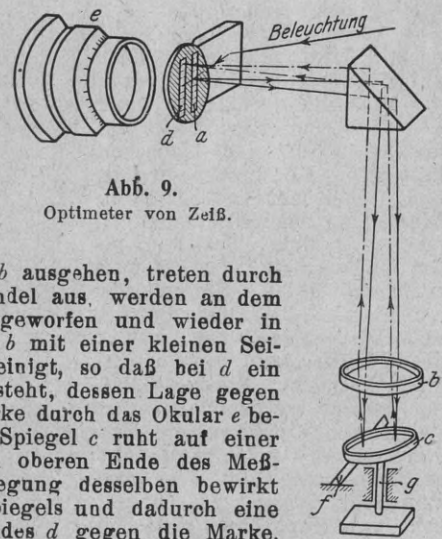 e
Beleuchtung
d
a
Abb. 9.
Optimeter von Zeiß.
b ausgehen, treten durch
ndel aus, werden an dem
geworfen und wieder in
b mit einer kleinen Sei-
einigt, so daß bei d ein
steht, dessen Lage gegen
ke durch das Okular e be-
Spiegel c ruht auf einer
oberen Ende des Meß-
egung desselben bewirkt
piegels und dadurch eine
des d gegen die Marke.
b
c
f
g